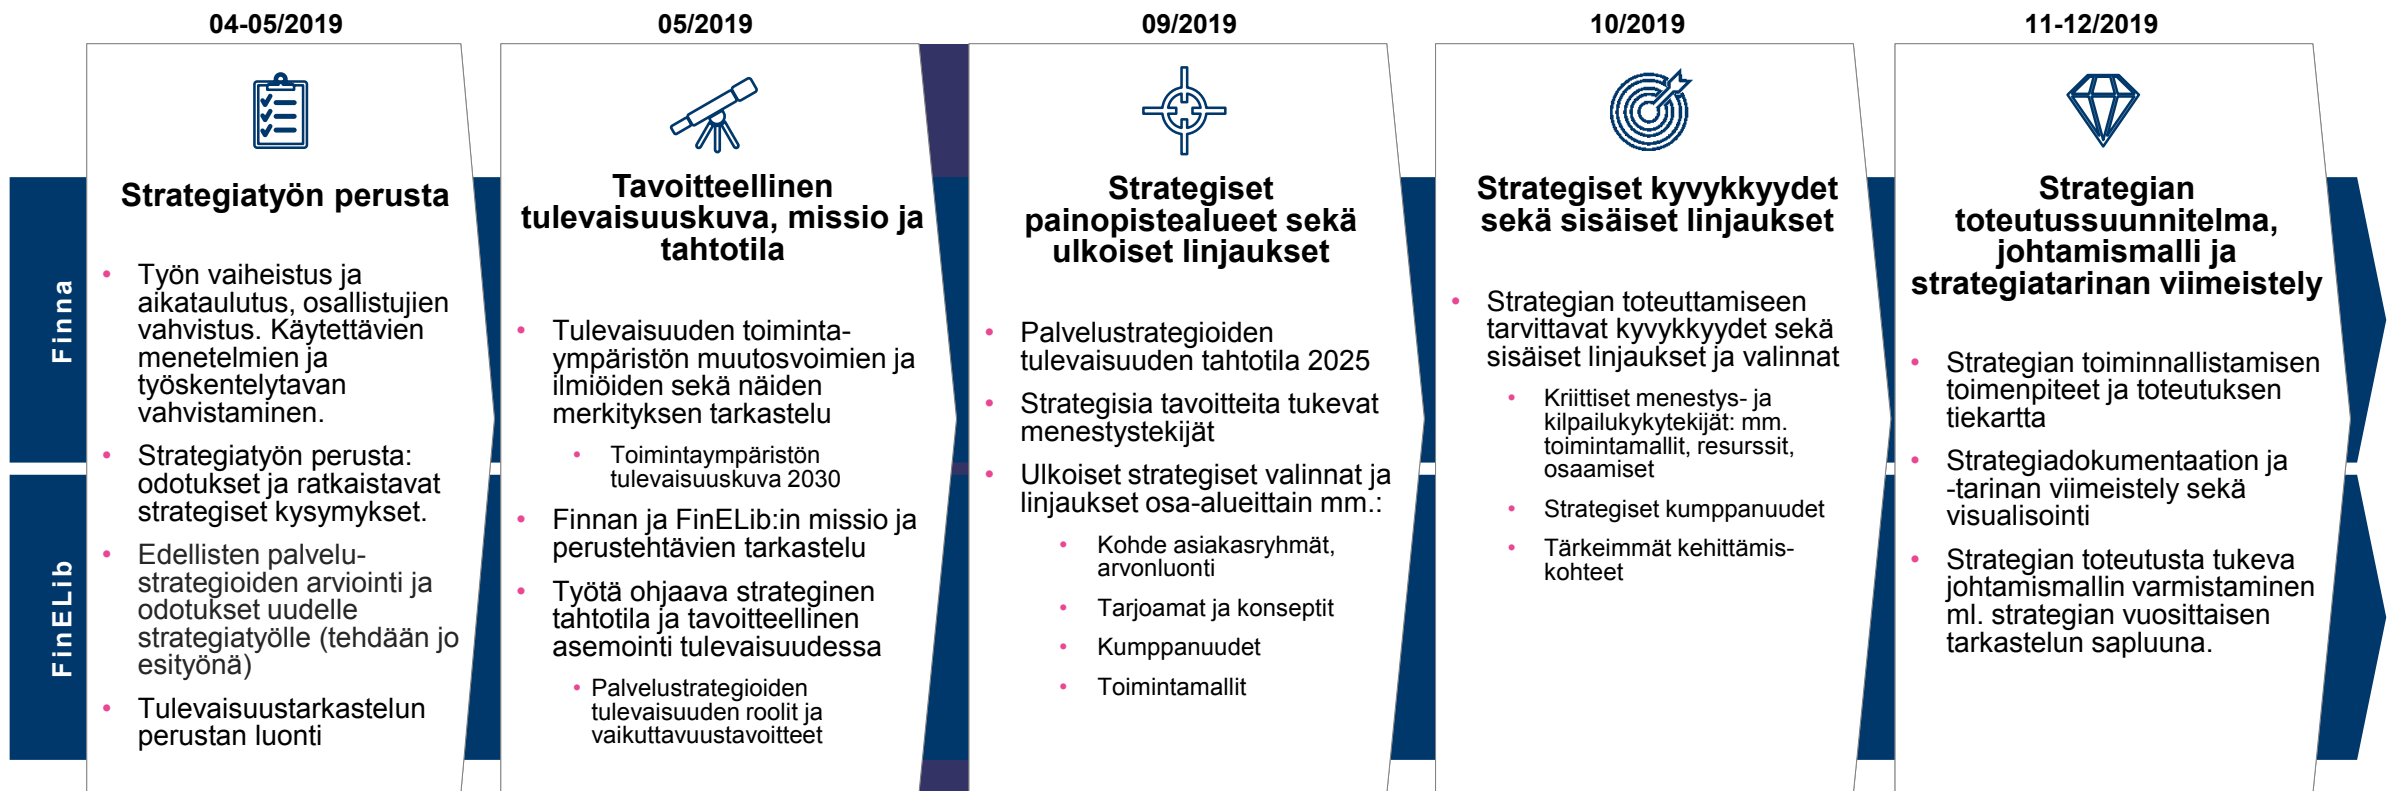 04-05/2019
05/2019
09/2019
10/2019
11-12/2019
Finna
FinELib
Strategiatyön perusta
• Työn vaiheistus ja
aikataulutus, osallistujien
vahvistus. Käytettävien
menetelmien ja
työskentelytavan
vahvistaminen.
• Strategiatyön perusta:
odotukset ja ratkaistavat
strategiset kysymykset.
• Edellisten palvelu-
strategioiden arviointi ja
odotukset uudelle
strategiatyölle (tehdään jo
esityönä)
• Tulevaisuustarkastelun
perustan luonti
Tavoitteellinen
tulevaisuuskuva, missio ja
tahtotila
• Tulevaisuuden toiminta-
ympäristön muutosvoimien ja
ilmiöiden sekä näiden
merkityksen tarkastelu
• Toimintaympäristön
tulevaisuuskuva 2030
• Finnan ja FinELib:in missio ja
perustehtävien tarkastelu
• Työtä ohjaava strateginen
tahtotila ja tavoitteellinen
asemointi tulevaisuudessa
• Palvelustrategioiden
tulevaisuuden roolit ja
vaikuttavuustavoitteet
Strategiset
painopistealueet sekä
ulkoiset linjaukset
• Palvelustrategioiden
tulevaisuuden tahtotila 2025
• Strategisia tavoitteita tukevat
menestystekijät
• Ulkoiset strategiset valinnat ja
linjaukset osa-alueittain mm.:
• Kohde asiakasryhmät,
arvonluonti
• Tarjoamat ja konseptit
• Kumppanuudet
• Toimintamallit
Strategiset kyvykkyydet
sekä sisäiset linjaukset
• Strategian toteuttamiseen
tarvittavat kyvykkyydet sekä
sisäiset linjaukset ja valinnat
• Kriittiset menestys- ja
kilpailukykytekijät: mm.
toimintamallit, resurssit,
osaamiset
• Strategiset kumppanuudet
• Tärkeimmät kehittämis-
kohteet
Strategian
toteutussuunnitelma,
johtamismalli ja
strategiatarinan viimeistely
• Strategian toiminnallistamisen
toimenpiteet ja toteutuksen
tiekartta
• Strategiadokumentaation ja
-tarinan viimeistely sekä
visualisointi
• Strategian toteutusta tukeva
johtamismallin varmistaminen
ml. strategian vuosittaisen
tarkastelun sapluuna.